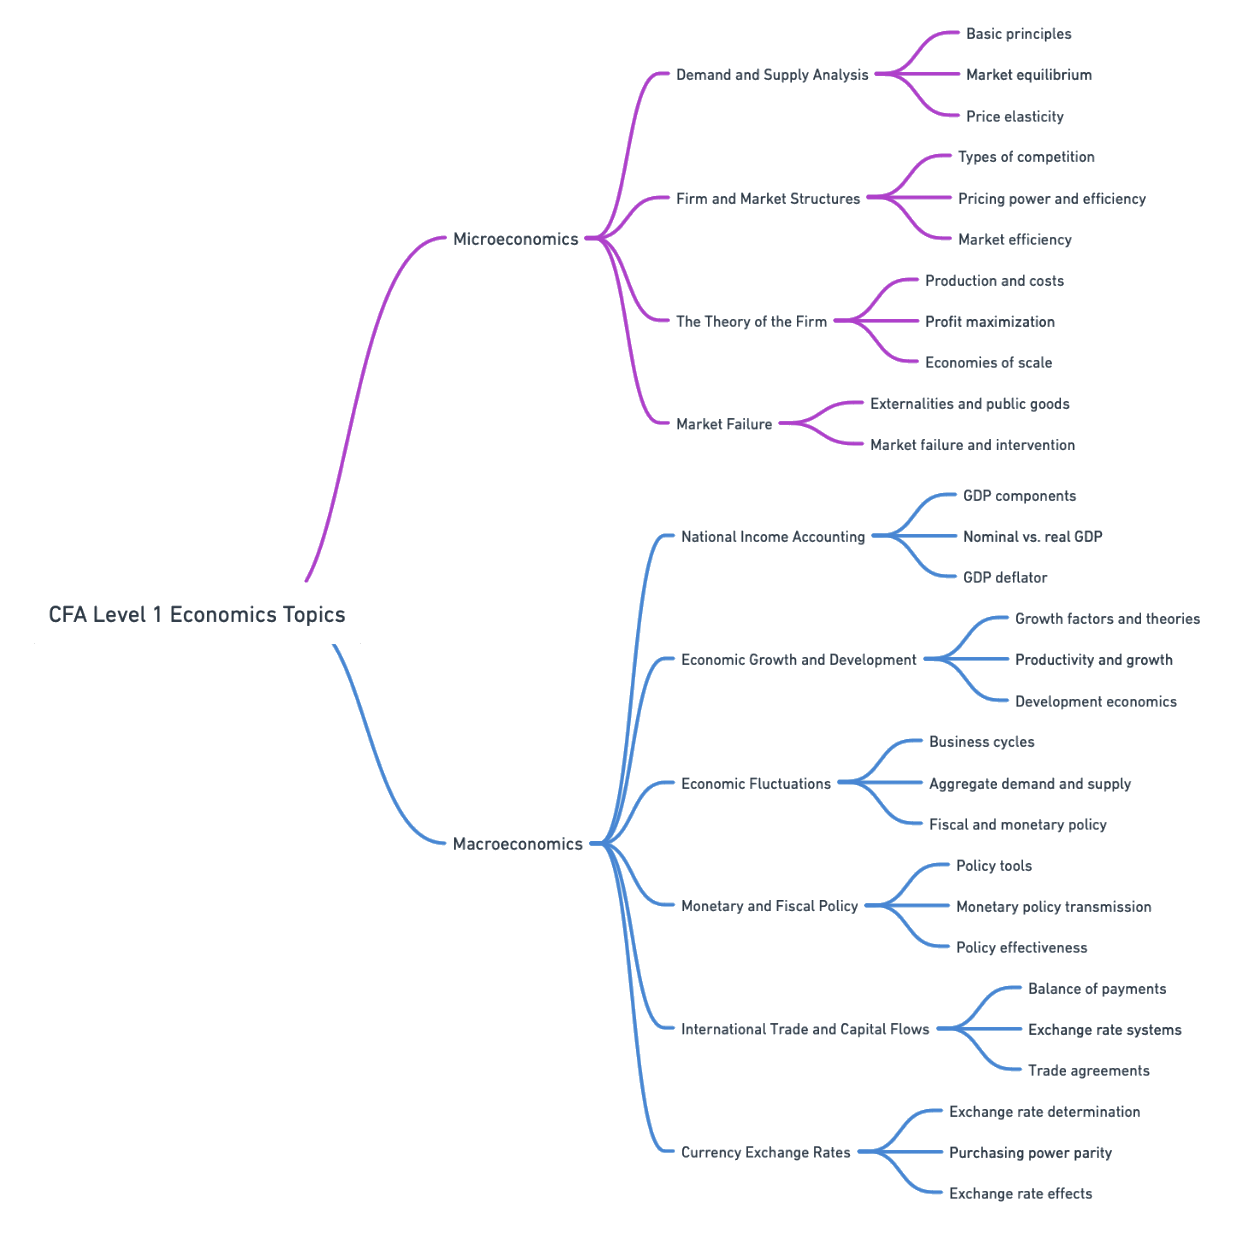 CFA Level 1 Economics Topics
Microeconomics
Demand and Supply Analysis
Basic principles
Market equilibrium
Price elasticity
Firm and Market Structures
Types of competition
Pricing power and efficiency
Market efficiency
The Theory of the Firm
Production and costs
Profit maximization
Economies of scale
Market Failure
Externalities and public goods
Market failure and intervention
Macroeconomics
National Income Accounting
GDP components
Nominal vs. real GDP
GDP deflator
Economic Growth and Development
Growth factors and theories
Productivity and growth
Development economics
Economic Fluctuations
Business cycles
Aggregate demand and supply
Fiscal and monetary policy
Monetary and Fiscal Policy
Policy tools
Monetary policy transmission
Policy effectiveness
International Trade and Capital Flows
Balance of payments
Exchange rate systems
Trade agreements
Currency Exchange Rates
Exchange rate determination
Purchasing power parity
Exchange rate effects